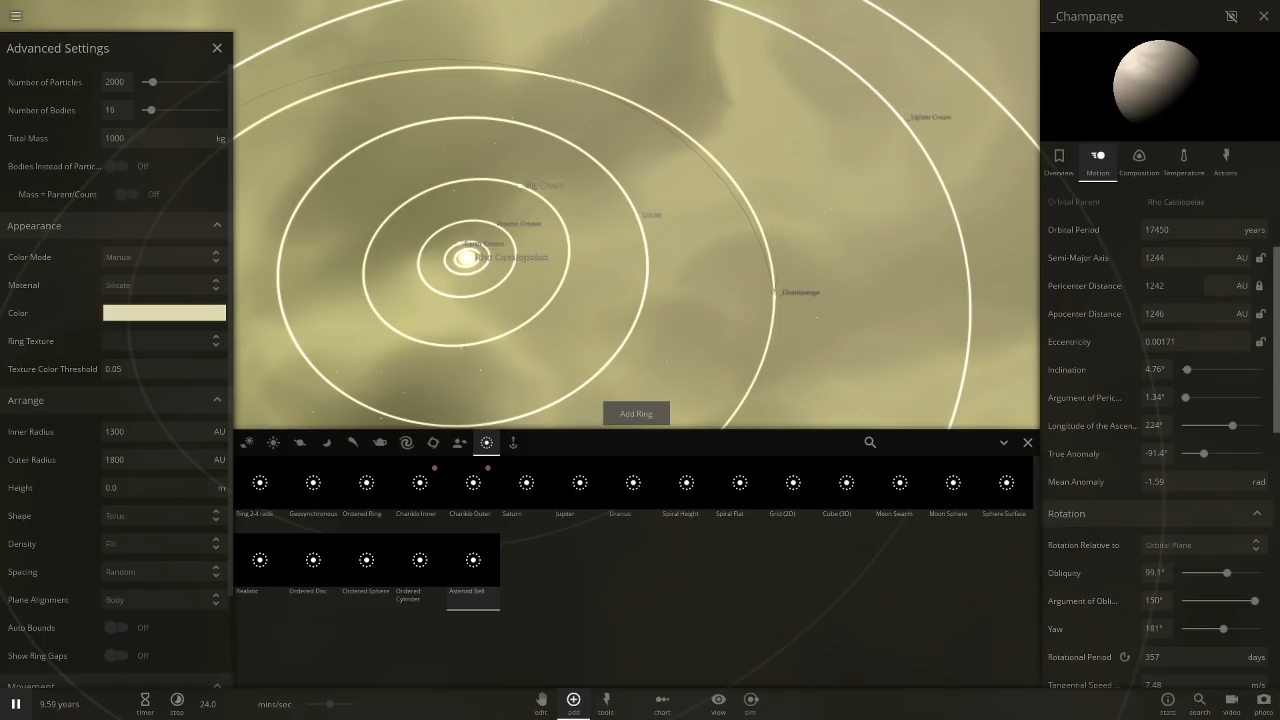 _Champange
Advanced Settings
Number of Particles 2000
Number of Bodies 16
Total Mass 1000 kg
Bodies Instead of Partic... Off
Mass = Parent/Count Off
Appearance
Color Mode Manual
Material Silicate
Color
Ring Texture
Texture Color Threshold 0.05
Arrange
Inner Radius 1300 AU
Outer Radius 1800 AU
Height 0.0 m
Shape Torus
Density Fill
Spacing Random
Plane Alignment Body
Auto Bounds Off
Show Ring Gaps Off
Movement
_Lighter Cream
Cream
Cream
Cream
Rho Cassiopeiae
_Champange
Add Ring
Ring 2-4 radii
Geosynchronous
Ordered Ring
Chariklo Inner
Chariklo Outer
Saturn
Jupiter
Uranus
Spiral Height
Spiral Flat
Grid (2D)
Cube (3D)
Moon Swarm
Moon Sphere
Sphere Surface
Realistic
Ordered Disc
Ordered Sphere
Ordered Cylinder
Asteroid Belt
Overview
Motion
Composition
Temperature
Actions
Orbital Parent Rho Cassiopeiae
Orbital Period 17450 years
Semi-Major Axis 1244 AU
Pericenter Distance 1242 AU
Apocenter Distance 1246 AU
Eccentricity 0.00171
Inclination 4.76°
Argument of Peric... 1.34°
Longitude of the Ascen... 224°
True Anomaly -91.4°
Mean Anomaly -1.59 rad
Rotation
Rotation Relative to Orbital Plane
Obliquity 99.1°
Argument of Obli... 150°
Yaw 181°
Rotational Period 357 days
Tangential Speed ... 7.48 m/s
9.59 years
timer
step
24.0 mins/sec
edit
add
tools
chart
view
sim
stats
search
video
photo